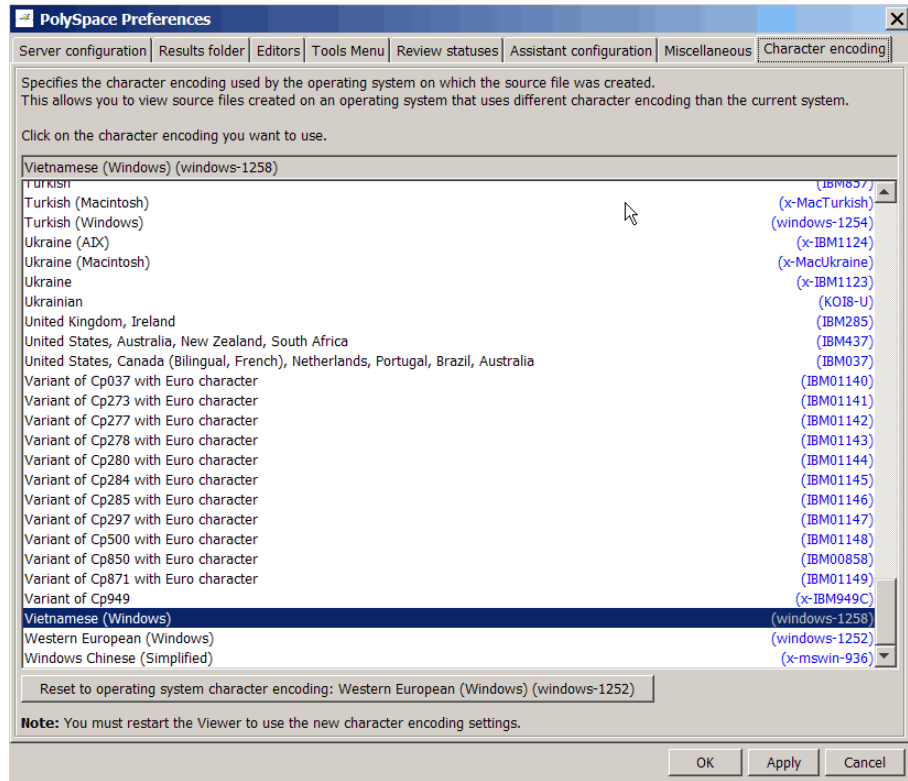 PolySpace Preferences
Server configuration Results folder Editors Tools Menu Review statuses Assistant configuration Miscellaneous Character encoding
Specifies the character encoding used by the operating system on which the source file was created.
This allows you to view source files created on an operating system that uses different character encoding than the current system.
Click on the character encoding you want to use.
Vietnamese (Windows) (windows-1258)
Turkish (IBM857)
Turkish (Macintosh) (x-MacTurkish)
Turkish (Windows) (windows-1254)
Ukraine (AIX) (x-IBM1124)
Ukraine (Macintosh) (x-MacUkraine)
Ukraine (x-IBM1123)
Ukrainian (KOI8-U)
United Kingdom, Ireland (IBM285)
United States, Australia, New Zealand, South Africa (IBM437)
United States, Canada (Bilingual, French), Netherlands, Portugal, Brazil, Australia (IBM037)
Variant of Cp037 with Euro character (IBM01140)
Variant of Cp273 with Euro character (IBM01141)
Variant of Cp277 with Euro character (IBM01142)
Variant of Cp278 with Euro character (IBM01143)
Variant of Cp280 with Euro character (IBM01144)
Variant of Cp284 with Euro character (IBM01145)
Variant of Cp285 with Euro character (IBM01146)
Variant of Cp297 with Euro character (IBM01147)
Variant of Cp500 with Euro character (IBM01148)
Variant of Cp850 with Euro character (IBM00858)
Variant of Cp871 with Euro character (IBM01149)
Variant of Cp949 (x-IBM949C)
Vietnamese (Windows) (windows-1258)
Western European (Windows) (windows-1252)
Windows Chinese (Simplified) (x-mswin-936)
Reset to operating system character encoding: Western European (Windows) (windows-1252)
Note: You must restart the Viewer to use the new character encoding settings.
OK Apply Cancel